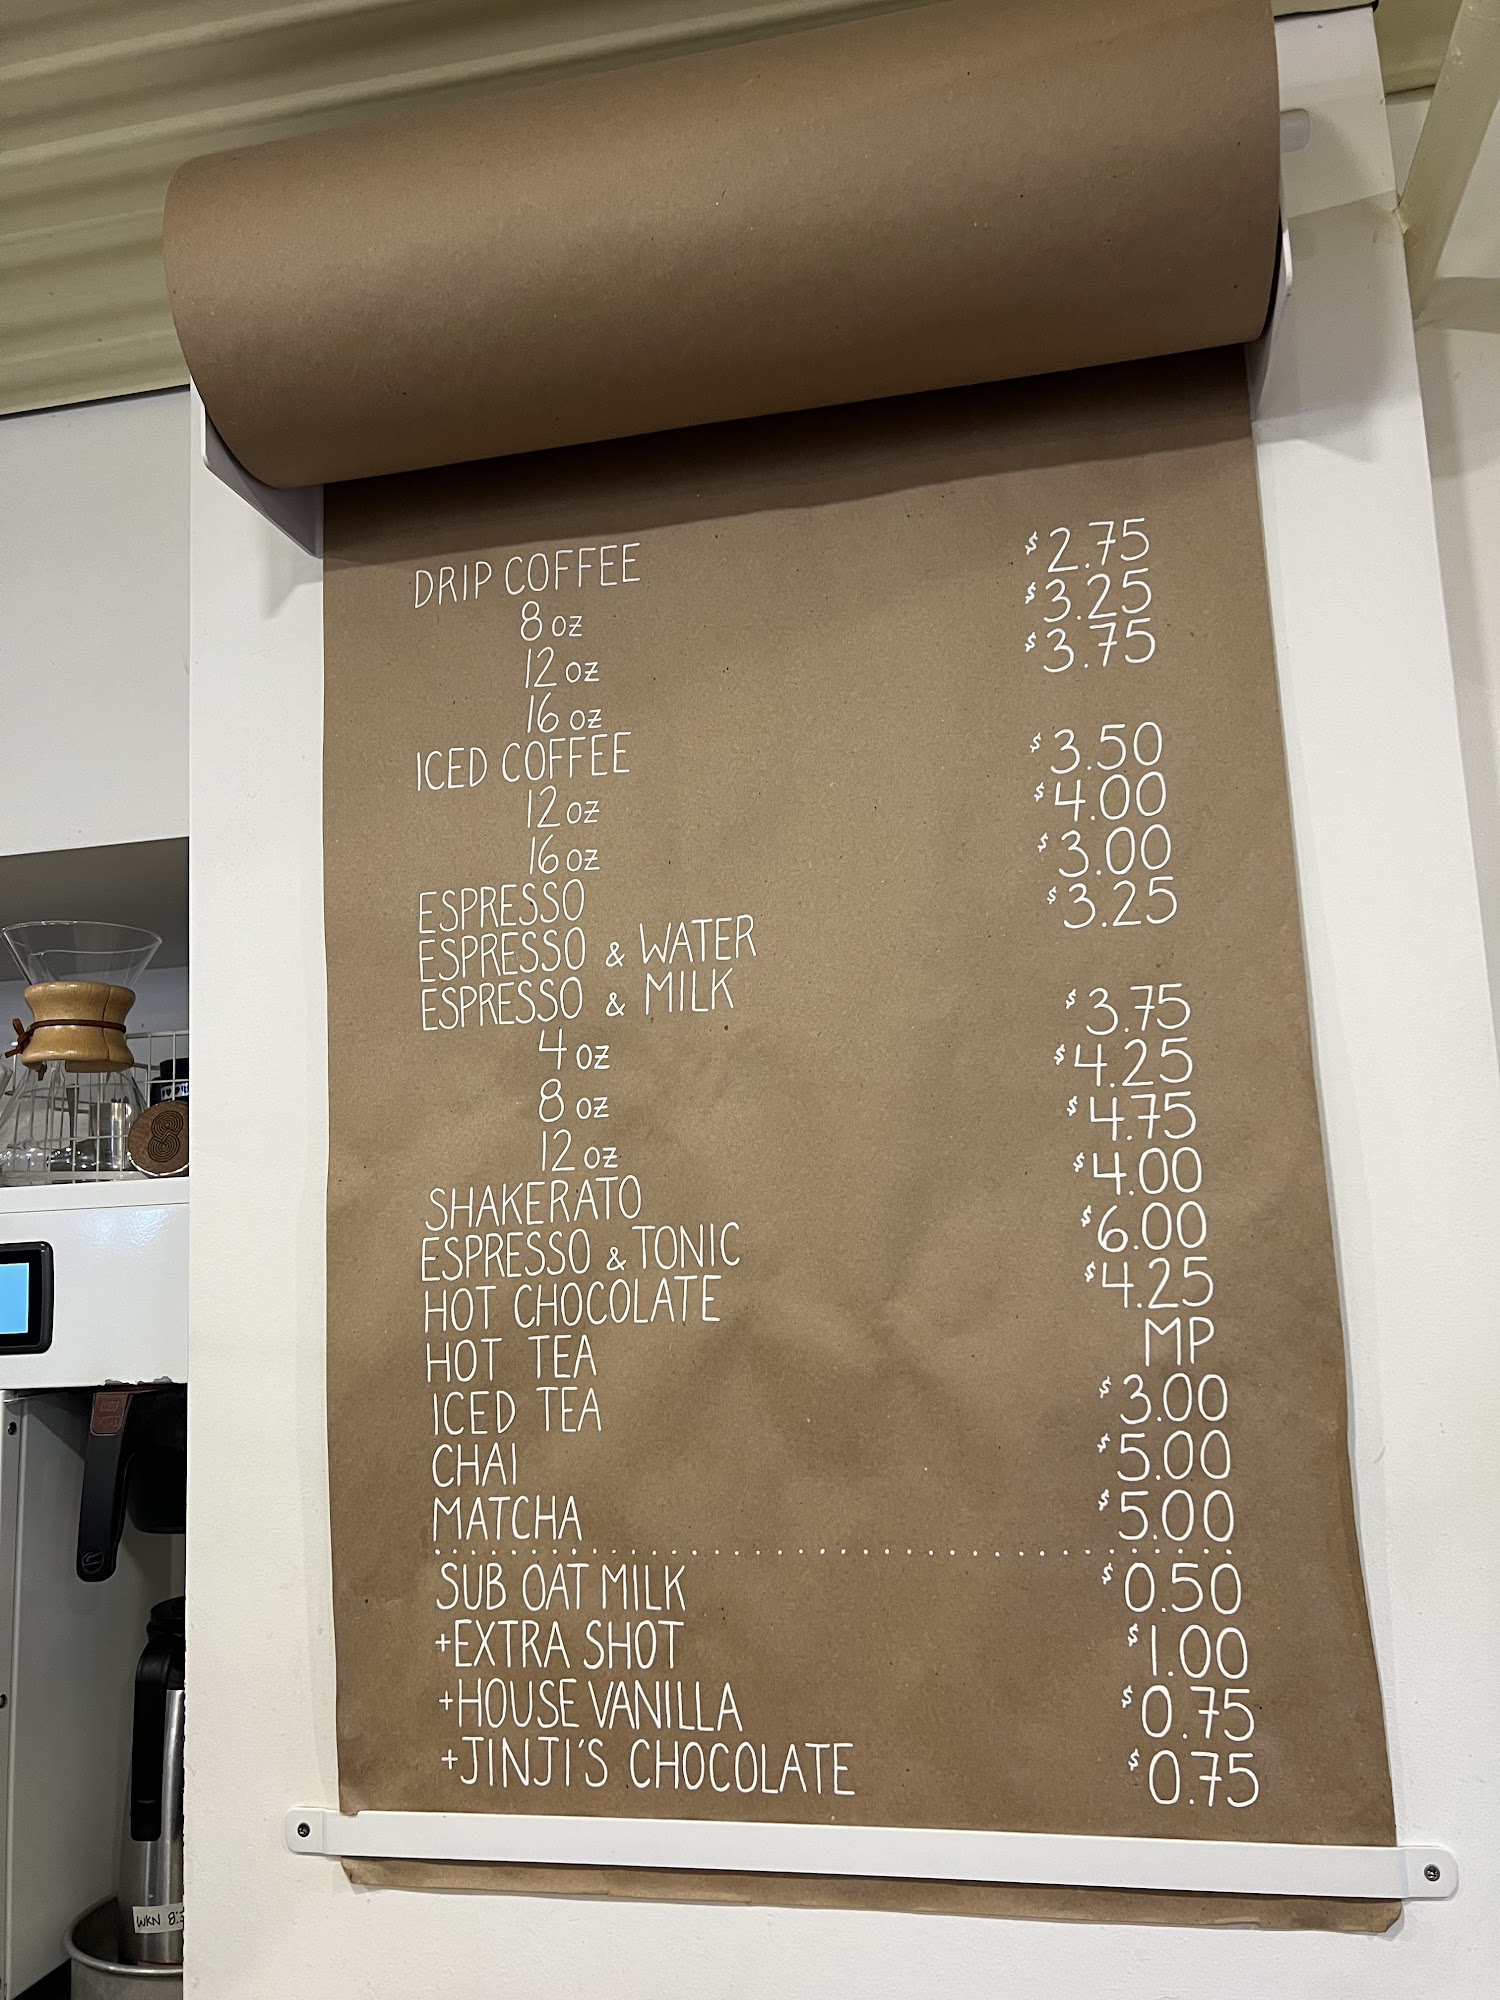 DRIP COFFEE
8 oz $2.75
12 oz $3.25
16 oz $3.75
ICED COFFEE
12 oz $3.50
16 oz $4.00
ESPRESSO $3.00
ESPRESSO & WATER $3.25
ESPRESSO & MILK
4 oz $3.75
8 oz $4.25
12 oz $4.75
SHAKERATO $4.00
ESPRESSO & TONIC $6.00
HOT CHOCOLATE $4.25
HOT TEA MP
ICED TEA $3.00
CHAI $5.00
MATCHA $5.00
SUB OAT MILK $0.50
+EXTRA SHOT $1.00
+HOUSE VANILLA $0.75
+JINJI'S CHOCOLATE $0.75
WKN 8: